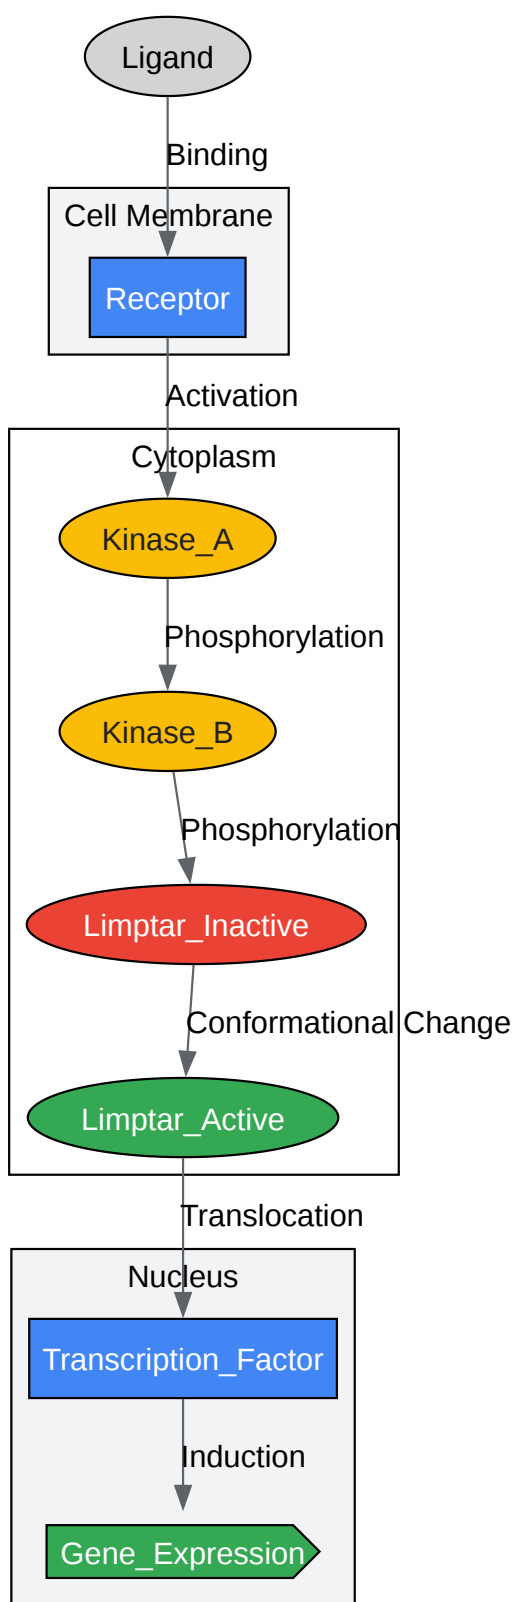 Ligand
Binding
Cell Membrane
Receptor
Activation
Cytoplasm
Kinase_A
Phosphorylation
Kinase_B
Phosphorylation
Limptar_Inactive
Conformational Change
Limptar_Active
Translocation
Nucleus
Transcription_Factor
Induction
Gene_Expression